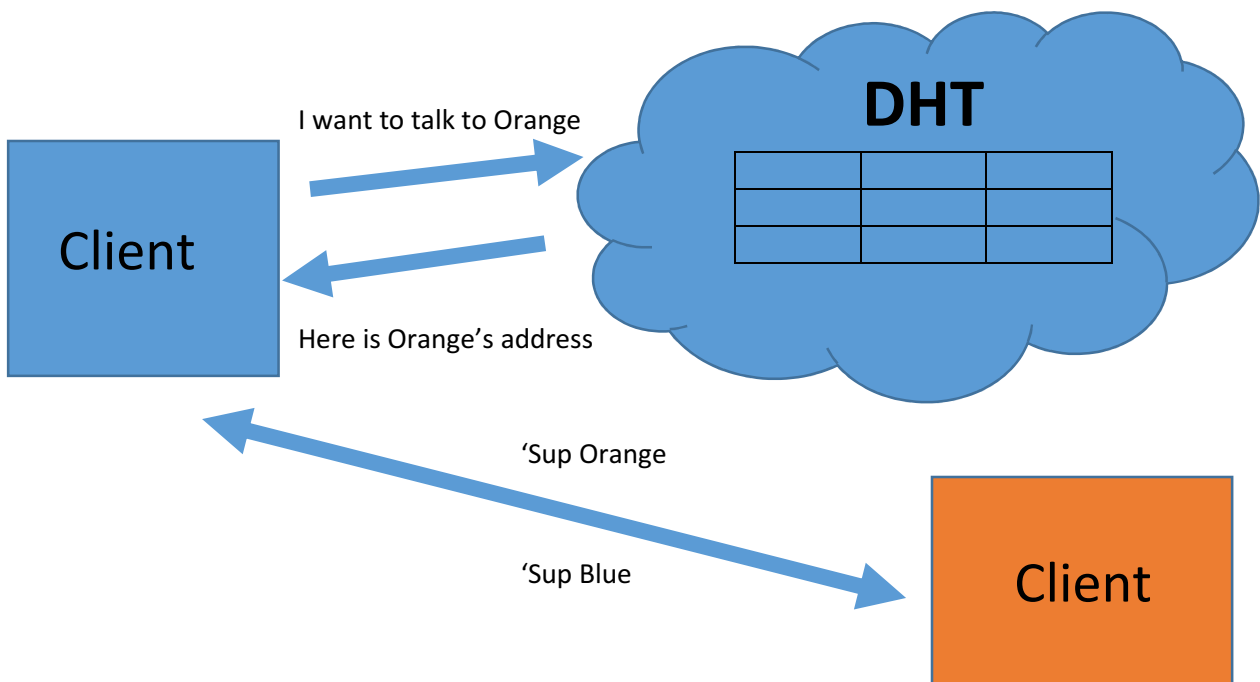 DHT
I want to talk to Orange
Client
Here is Orange’s address
‘Sup Orange
‘Sup Blue
Client